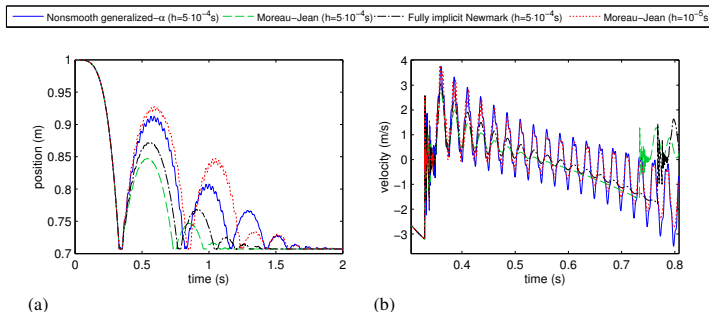 Nonsmooth generalized−α (h=5·10⁻⁴s) Moreau−Jean (h=5·10⁻⁴s) Fully implicit Newmark (h=5·10⁻⁴s) Moreau−Jean (h=10⁻⁵s)
position (m)
1
0.95
0.9
0.85
0.8
0.75
0.7
0 0.5 1 1.5 2
time (s)
(a)
velocity (m/s)
4
3
2
1
0
−1
−2
−3
0.4 0.5 0.6 0.7 0.8
time (s)
(b)